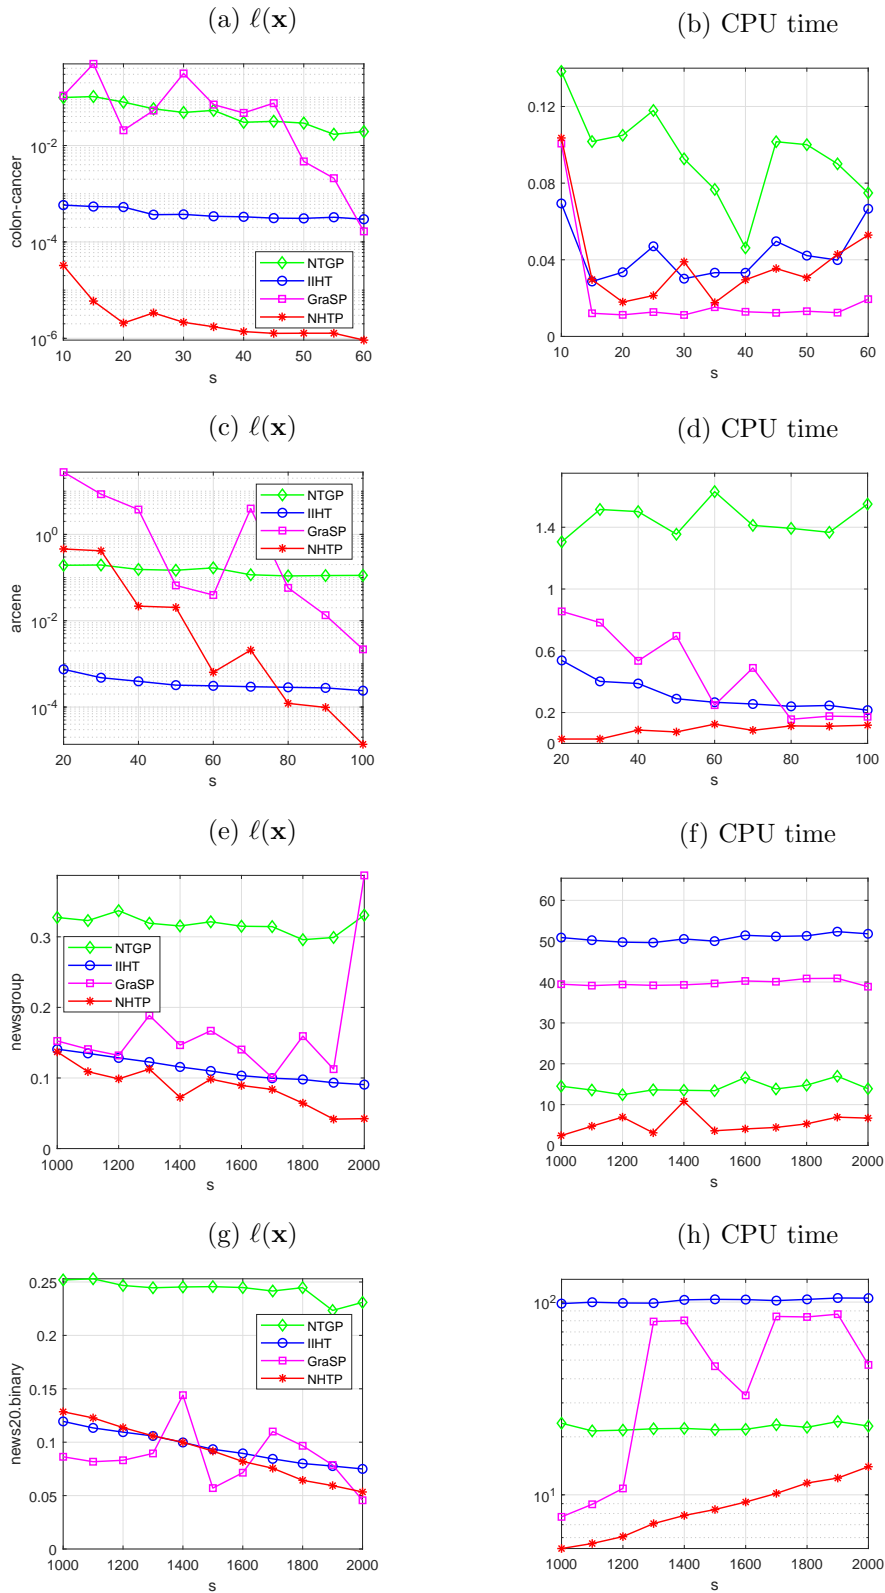 (a) ℓ(x)
(b) CPU time
10^-2
10^-4
10^-6
colon-cancer
NTGP
IIHT
GraSP
NHTP
10 20 30 40 50 60
s
0.12
0.08
0.04
0
10 20 30 40 50 60
s
(c) ℓ(x)
(d) CPU time
10^0
10^-2
10^-4
arcene
NTGP
IIHT
GraSP
NHTP
20 40 60 80 100
s
1.4
1
0.6
0.2
0
20 40 60 80 100
s
(e) ℓ(x)
(f) CPU time
0.3
0.2
0.1
0
newsgroup
NTGP
IIHT
GraSP
NHTP
1000 1200 1400 1600 1800 2000
s
60
50
40
30
20
10
0
1000 1200 1400 1600 1800 2000
s
(g) ℓ(x)
(h) CPU time
0.25
0.2
0.15
0.1
0.05
0
news20.binary
NTGP
IIHT
GraSP
NHTP
1000 1200 1400 1600 1800 2000
s
10^2
10^1
1000 1200 1400 1600 1800 2000
s